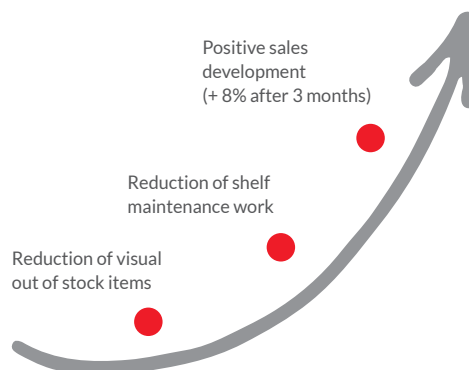 Positive sales
development
(+ 8% after 3 months)
Reduction of shelf
maintenance work
Reduction of visual
out of stock items